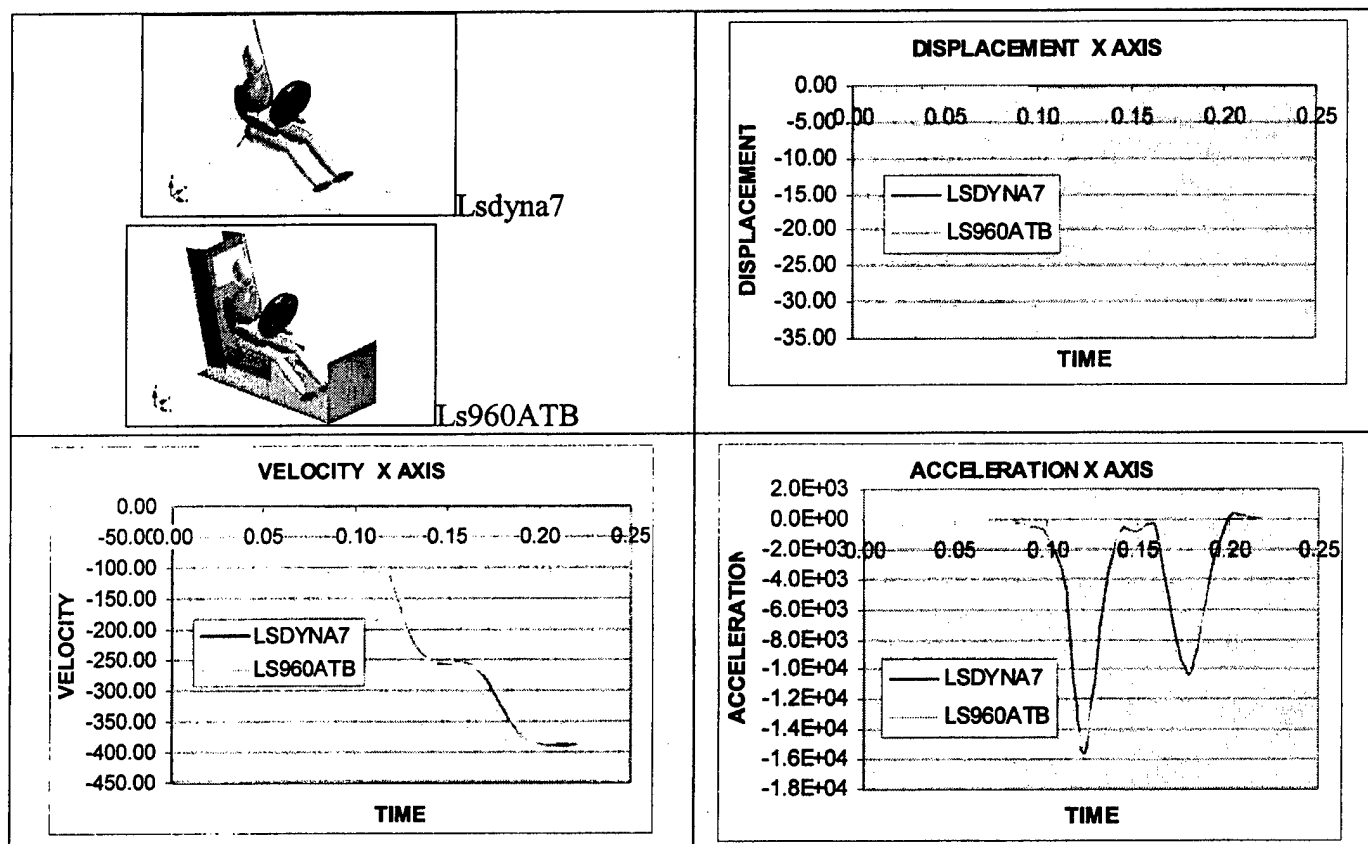 Lsdyna7
Ls960ATB
DISPLACEMENT X AXIS
DISPLACEMENT
0.00
-5.00
-10.00
-15.00
-20.00
-25.00
-30.00
-35.00
0.00 0.05 0.10 0.15 0.20 0.25
LSDYNA7
LS960ATB
TIME
VELOCITY X AXIS
VELOCITY
0.00
-50.00
-100.00
-150.00
-200.00
-250.00
-300.00
-350.00
-400.00
-450.00
0.00 0.05 0.10 0.15 0.20 0.25
LSDYNA7
LS960ATB
TIME
ACCELERATION X AXIS
ACCELERATION
2.0E+03
0.0E+00
-2.0E+03
-4.0E+03
-6.0E+03
-8.0E+03
-1.0E+04
-1.2E+04
-1.4E+04
-1.6E+04
-1.8E+04
0.00 0.05 0.10 0.15 0.20 0.25
LSDYNA7
LS960ATB
TIME